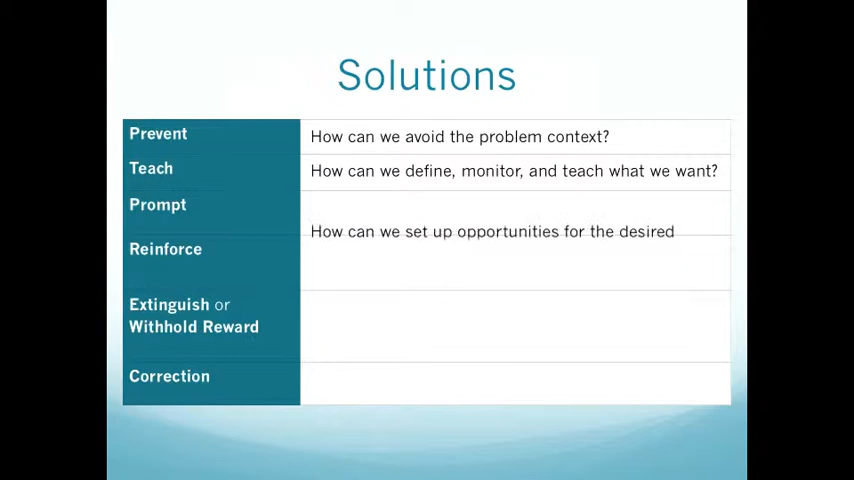 Solutions
Prevent
How can we avoid the problem context?
Teach
How can we define, monitor, and teach what we want?
Prompt
How can we set up opportunities for the desired
Reinforce
Extinguish or
Withhold Reward
Correction